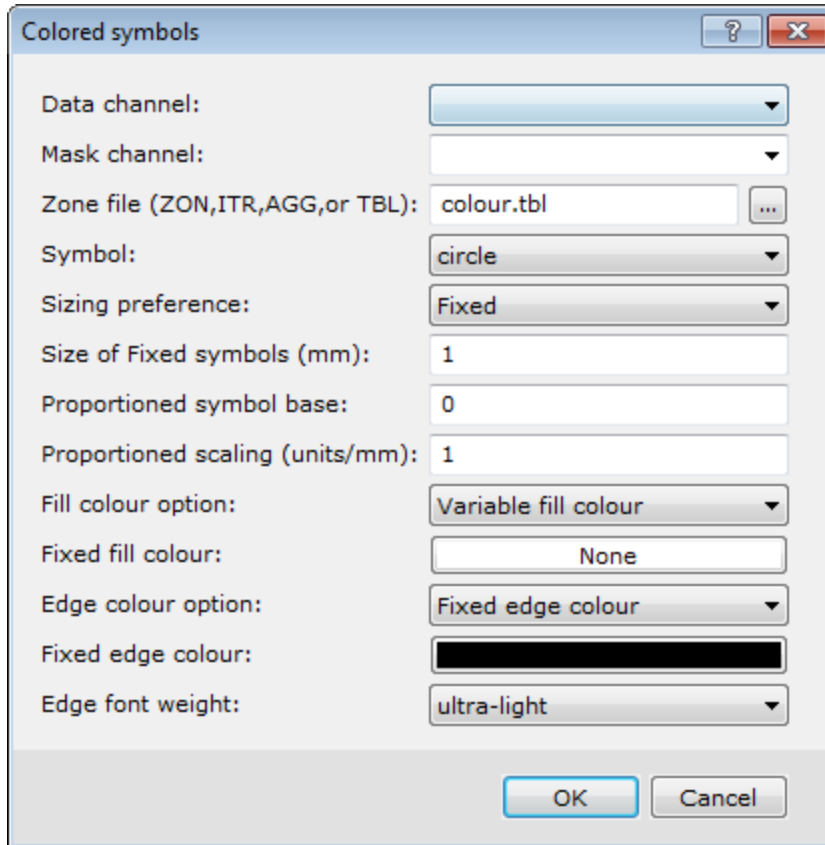 Colored symbols
Data channel:
Mask channel:
Zone file (ZON,ITR,AGG,or TBL): colour.tbl ...
Symbol: circle
Sizing preference: Fixed
Size of Fixed symbols (mm): 1
Proportioned symbol base: 0
Proportioned scaling (units/mm): 1
Fill colour option: Variable fill colour
Fixed fill colour: None
Edge colour option: Fixed edge colour
Fixed edge colour:
Edge font weight: ultra-light
OK Cancel